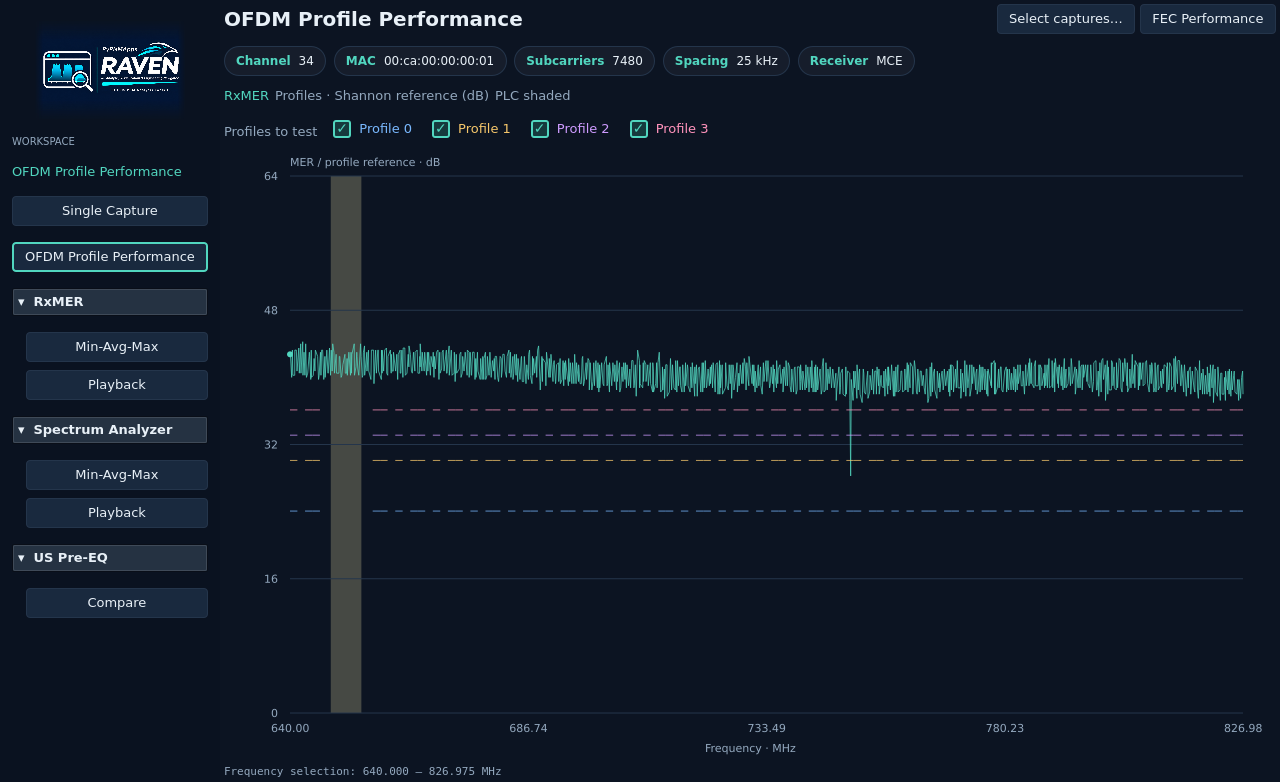 RAVEN
OFDM Profile Performance
Select captures...
FEC Performance
Channel 34
MAC 00:ca:00:00:00:01
Subcarriers 7480
Spacing 25 kHz
Receiver MCE
RxMER Profiles · Shannon reference (dB) PLC shaded
Profiles to test
✓ Profile 0
✓ Profile 1
✓ Profile 2
✓ Profile 3
WORKSPACE
OFDM Profile Performance
Single Capture
OFDM Profile Performance
▾ RxMER
Min-Avg-Max
Playback
▾ Spectrum Analyzer
Min-Avg-Max
Playback
▾ US Pre-EQ
Compare
MER / profile reference · dB
64
48
32
16
0
640.00
686.74
733.49
780.23
826.98
Frequency · MHz
Frequency selection: 640.000 — 826.975 MHz